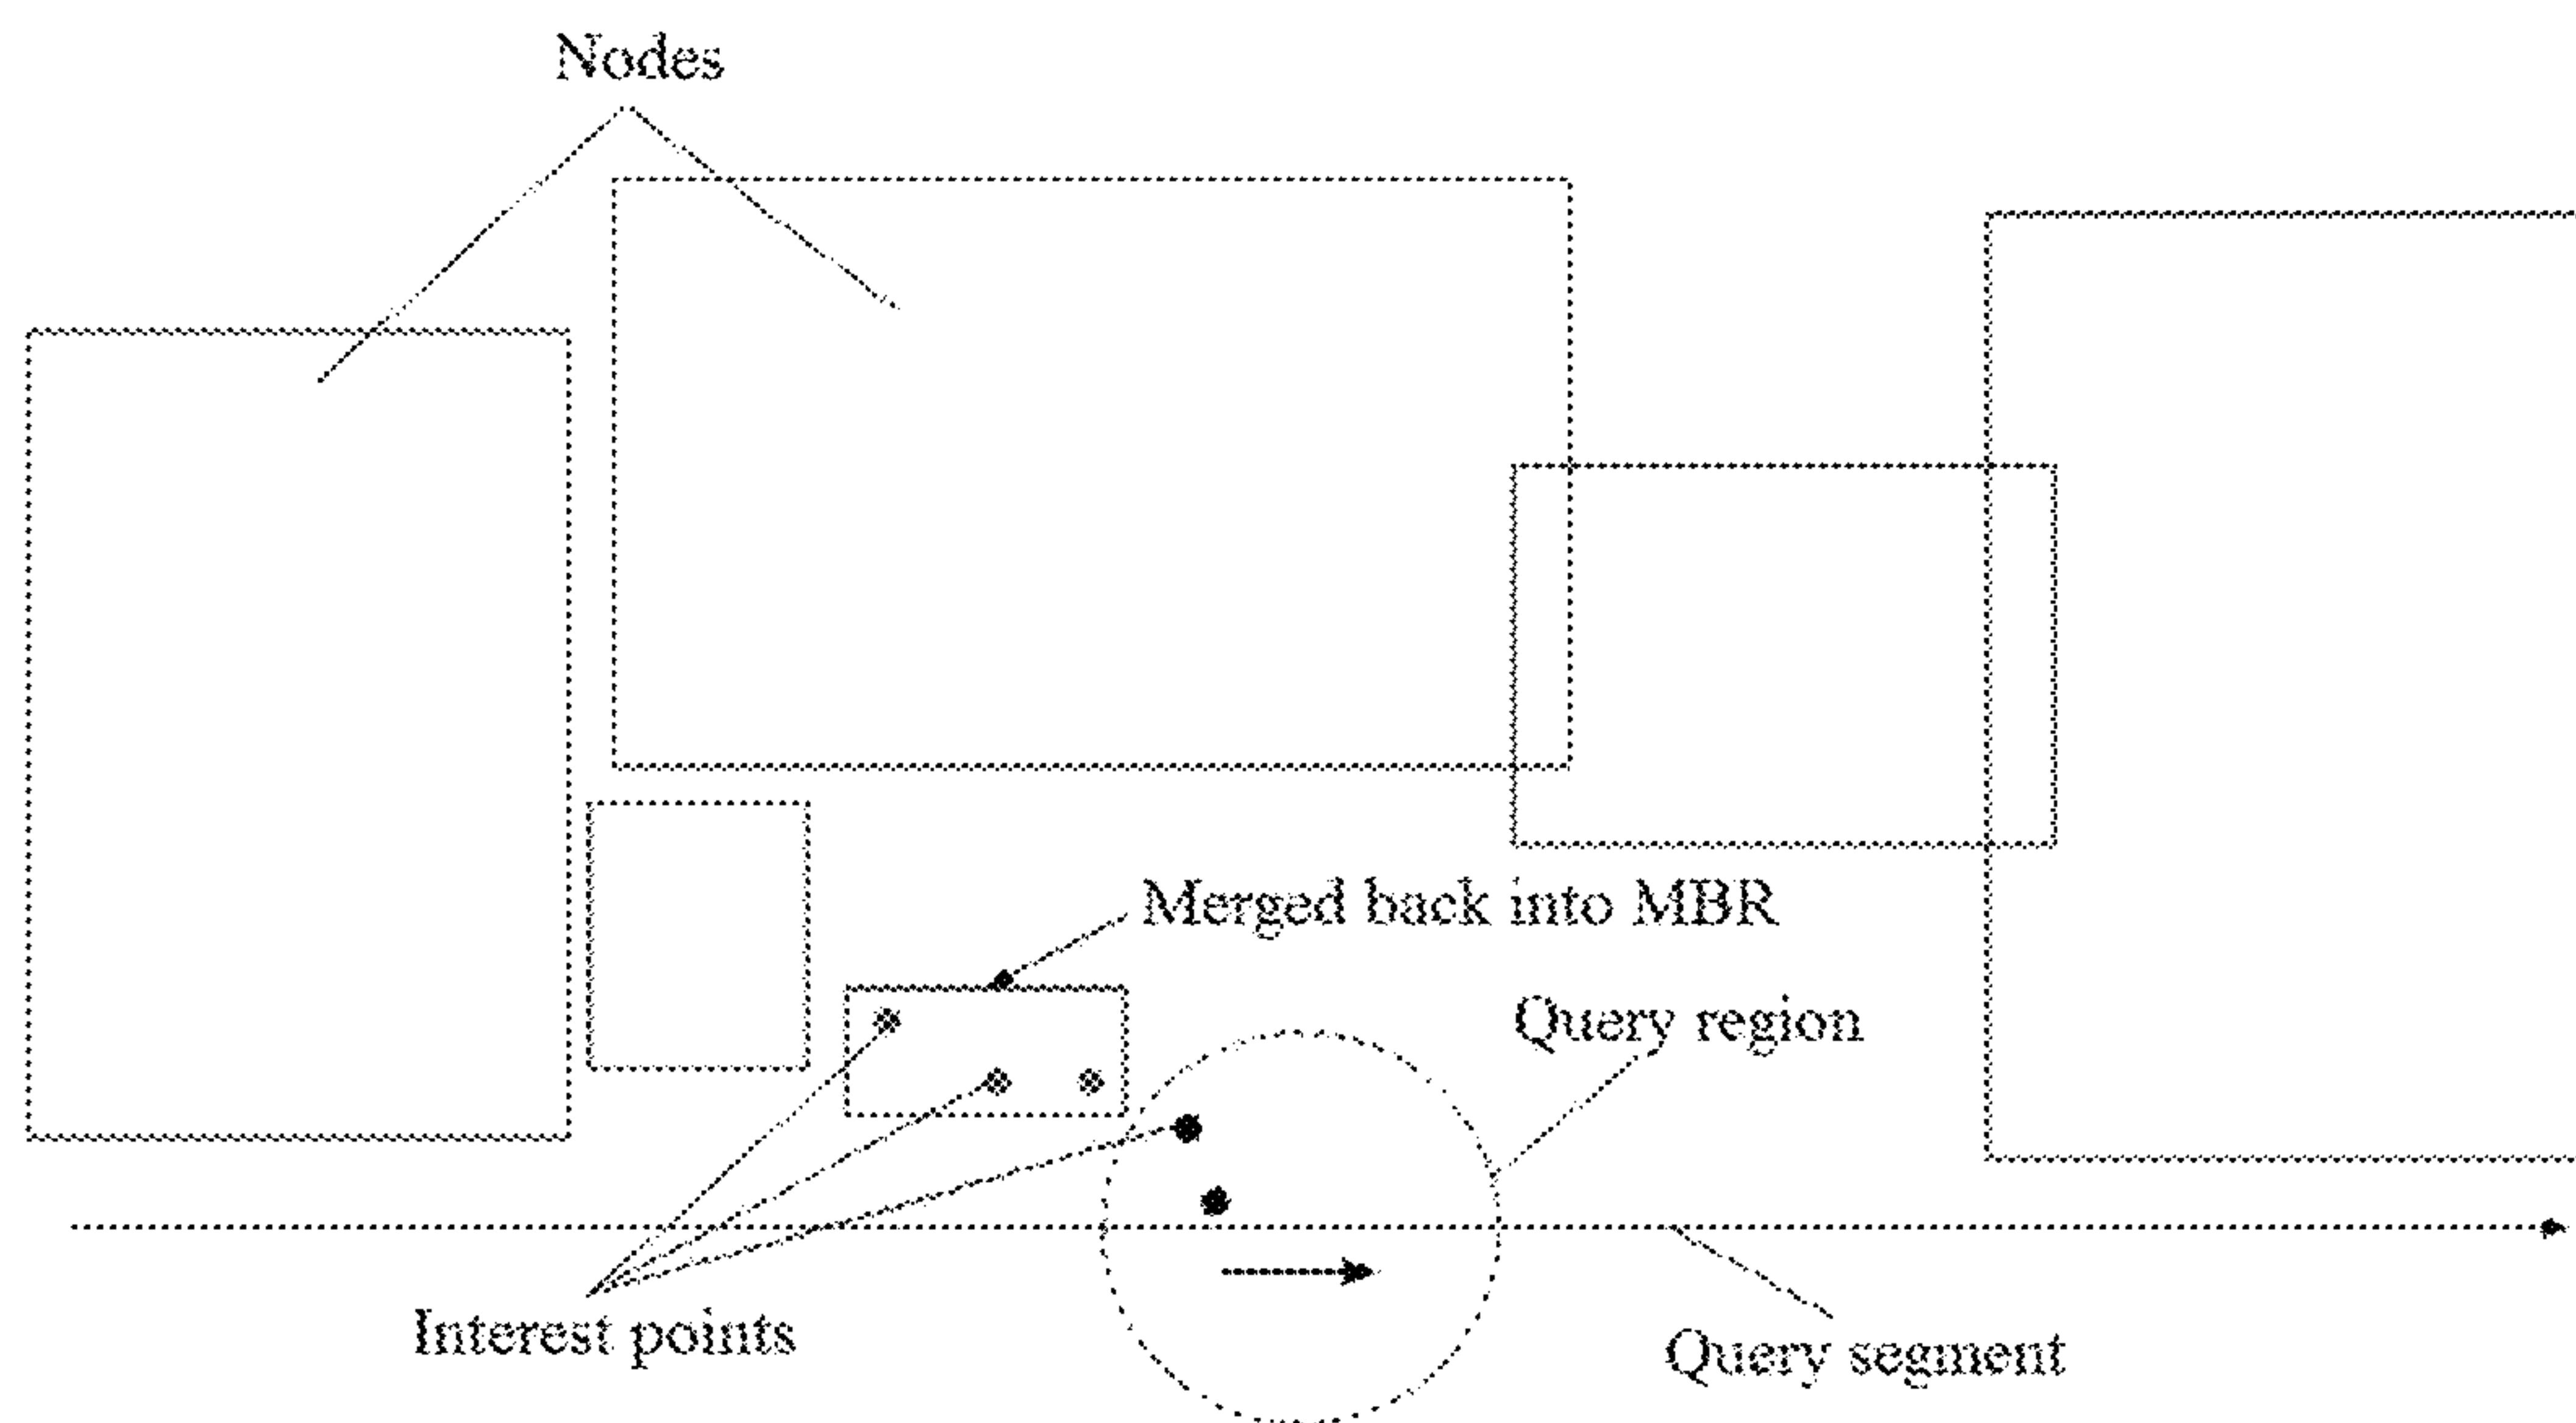 Nodes
Merged back into MBR
Query region
Interest points
Query segment